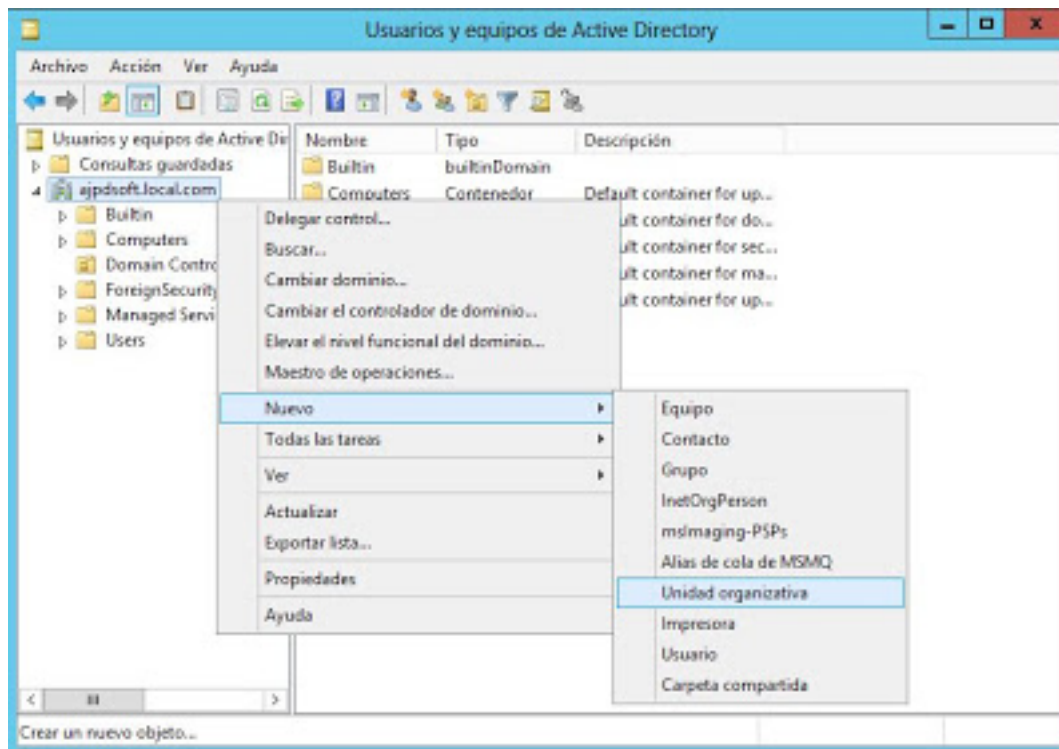 Usuarios y equipos de Active Directory
Archivo Acción Ver Ayuda
Usuarios y equipos de Active Dir
Consultas guardadas
ajpdsoft.local.com
Builtin
Computers
Domain Contro
ForeignSecurity
Managed Servi
Users
Nombre Tipo Descripción
Builtin builtinDomain
Computers Contenedor Default container for up...
ult container for do...
ult container for sec...
ult container for ma...
ult container for up...
Delegar control...
Buscar...
Cambiar dominio...
Cambiar el controlador de dominio...
Elevar el nivel funcional del dominio...
Maestro de operaciones...
Nuevo
Todas las tareas
Ver
Actualizar
Exportar lista...
Propiedades
Ayuda
Equipo
Contacto
Grupo
InetOrgPerson
msImaging-PSPs
Alias de cola de MSMQ
Unidad organizativa
Impresora
Usuario
Carpeta compartida
Crear un nuevo objeto...